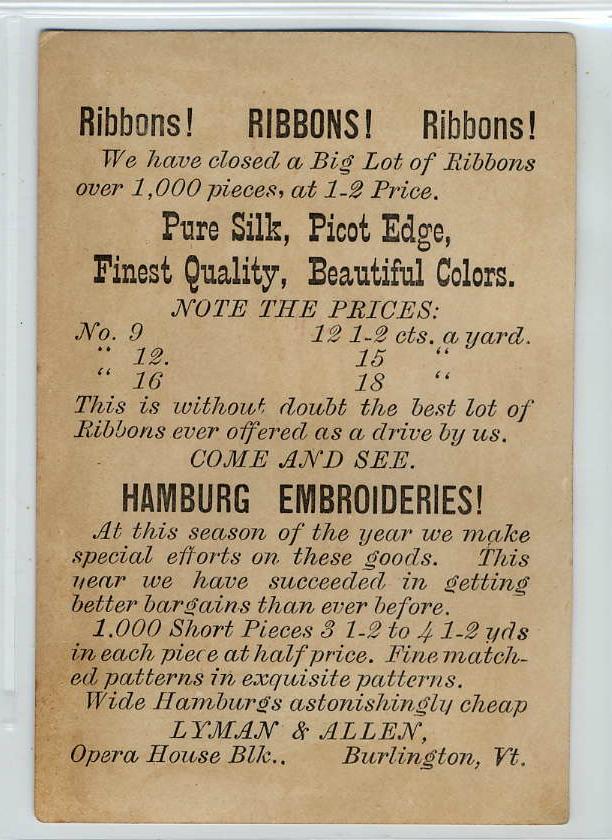 Ribbons! RIBBONS! Ribbons!
We have closed a Big Lot of Ribbons
over 1,000 pieces, at 1-2 Price.
Pure Silk, Picot Edge,
Finest Quality, Beautiful Colors.
NOTE THE PRICES:
No. 9 12 1-2 cts. a yard.
“ 12. 15 “
“ 16 18 “
This is without doubt the best lot of
Ribbons ever offered as a drive by us.
COME AND SEE.
HAMBURG EMBROIDERIES!
At this season of the year we make
special efforts on these goods. This
year we have succeeded in getting
better bargains than ever before.
1.000 Short Pieces 3 1-2 to 4 1-2 yds
in each piece at half price. Fine match-
ed patterns in exquisite patterns.
Wide Hamburgs astonishingly cheap
LYMAN & ALLEN,
Opera House Blk.. Burlington, Vt.